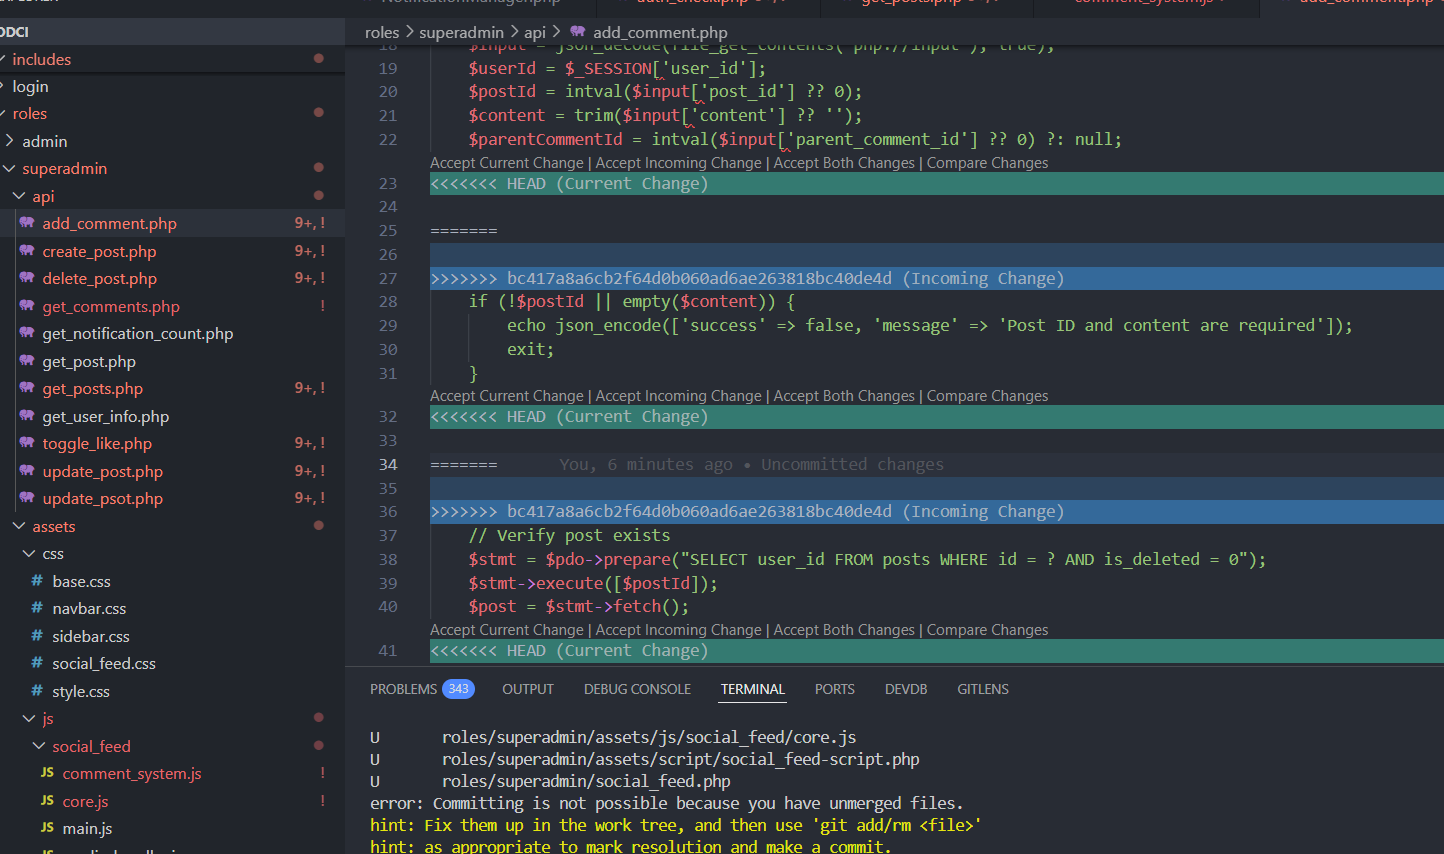 DDCI
includes
login
roles
admin
superadmin
api
add_comment.php 9+, !
create_post.php 9+, !
delete_post.php 9+, !
get_comments.php !
get_notification_count.php
get_post.php
get_posts.php 9+, !
get_user_info.php
toggle_like.php 9+, !
update_post.php 9+, !
update_psot.php 9+, !
assets
css
# base.css
# navbar.css
# sidebar.css
# social_feed.css
# style.css
js
social_feed
JS comment_system.js !
JS core.js !
JS main.js
roles > superadmin > api > add_comment.php
18 $input = json_decode(file_get_contents('php://input'), true);
19 $userId = $_SESSION['user_id'];
20 $postId = intval($input['post_id'] ?? 0);
21 $content = trim($input['content'] ?? '');
22 $parentCommentId = intval($input['parent_comment_id'] ?? 0) ?: null;
Accept Current Change | Accept Incoming Change | Accept Both Changes | Compare Changes
23 <<<<<<< HEAD (Current Change)
24
25 =======
26
27 >>>>>>> bc417a8a6cb2f64d0b060ad6ae263818bc40de4d (Incoming Change)
28 if (!$postId || empty($content)) {
29 echo json_encode(['success' => false, 'message' => 'Post ID and content are required']);
30 exit;
31 }
Accept Current Change | Accept Incoming Change | Accept Both Changes | Compare Changes
32 <<<<<<< HEAD (Current Change)
33
34 ======= You, 6 minutes ago • Uncommitted changes
35
36 >>>>>>> bc417a8a6cb2f64d0b060ad6ae263818bc40de4d (Incoming Change)
37 // Verify post exists
38 $stmt = $pdo->prepare("SELECT user_id FROM posts WHERE id = ? AND is_deleted = 0");
39 $stmt->execute([$postId]);
40 $post = $stmt->fetch();
Accept Current Change | Accept Incoming Change | Accept Both Changes | Compare Changes
41 <<<<<<< HEAD (Current Change)
PROBLEMS 343 OUTPUT DEBUG CONSOLE TERMINAL PORTS DEVDB GITLENS
U roles/superadmin/assets/js/social_feed/core.js
U roles/superadmin/assets/script/social_feed-script.php
U roles/superadmin/social_feed.php
error: Committing is not possible because you have unmerged files.
hint: Fix them up in the work tree, and then use 'git add/rm <file>'
hint: as appropriate to mark resolution and make a commit.